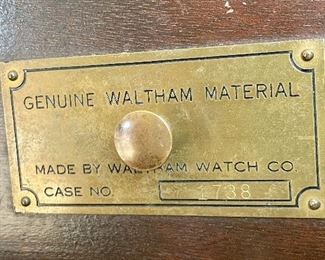 GENUINE WALTHAM MATERIAL
MADE BY WALTHAM WATCH CO.
CASE NO. 1738